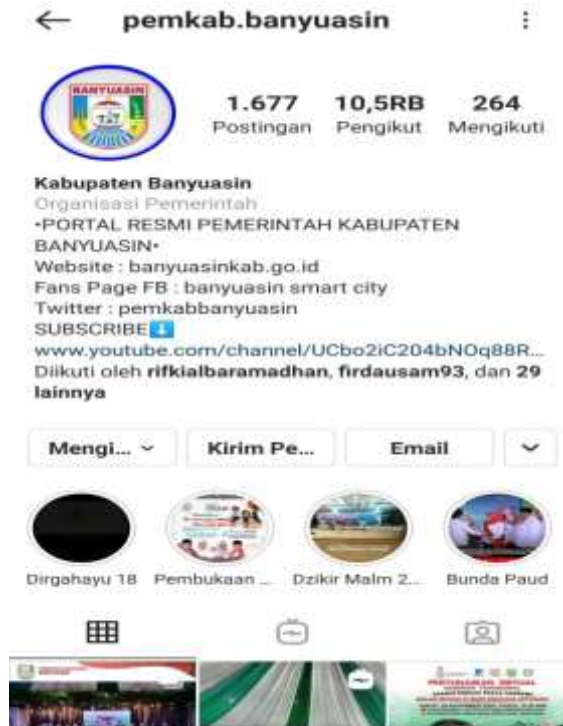 pemkab.banyuasin
BANYUASIN
1.677 10,5RB 264
Postingan Pengikut Mengikuti
Kabupaten Banyuasin
Organisasi Pemerintah
•PORTAL RESMI PEMERINTAH KABUPATEN
BANYUASIN•
Website : banyuasinkab.go.id
Fans Page FB : banyuasin smart city
Twitter : pemkabbanyuasin
SUBSCRIBE⬇️
www.youtube.com/channel/UCbo2iC204bNOq88R...
Diikuti oleh rifkialbaramadhan, firdausam93, dan 29
lainnya
Mengi... Kirim Pe... Email
Dirgahayu 18 Pembukaan ... Dzikir Malm 2... Bunda Paud